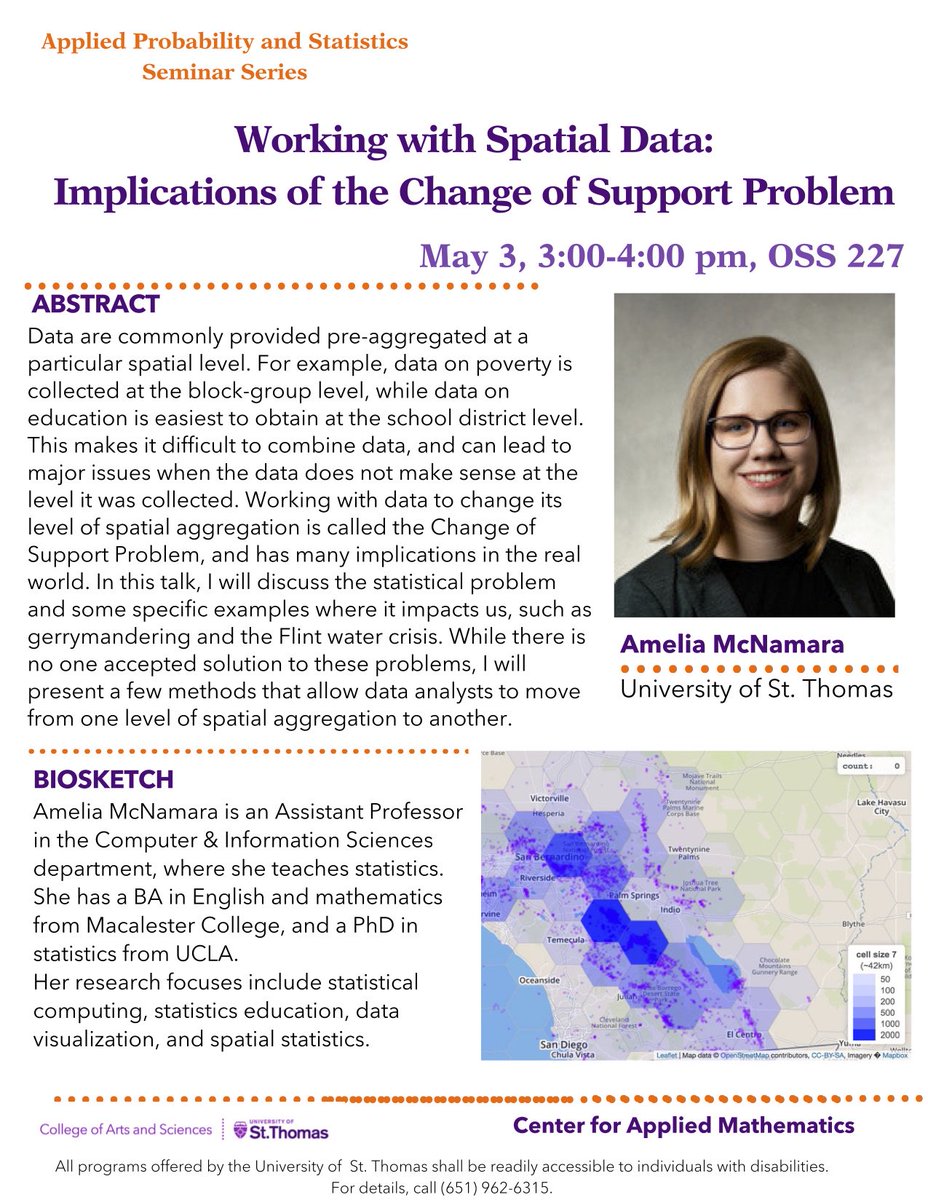 Applied Probability and Statistics
Seminar Series
Working with Spatial Data:
Implications of the Change of Support Problem
May 3, 3:00-4:00 pm, OSS 227
ABSTRACT
Data are commonly provided pre-aggregated at a
particular spatial level. For example, data on poverty is
collected at the block-group level, while data on
education is easiest to obtain at the school district level.
This makes it difficult to combine data, and can lead to
major issues when the data does not make sense at the
level it was collected. Working with data to change its
level of spatial aggregation is called the Change of
Support Problem, and has many implications in the real
world. In this talk, I will discuss the statistical problem
and some specific examples where it impacts us, such as
gerrymandering and the Flint water crisis. While there is
no one accepted solution to these problems, I will
present a few methods that allow data analysts to move
from one level of spatial aggregation to another.
Amelia McNamara
University of St. Thomas
BIOSKETCH
Amelia McNamara is an Assistant Professor
in the Computer & Information Sciences
department, where she teaches statistics.
She has a BA in English and mathematics
from Macalester College, and a PhD in
statistics from UCLA.
Her research focuses include statistical
computing, statistics education, data
visualization, and spatial statistics.
count: 0
Needles
Mojave Trails
National
Monument
Lake Havasu
City
Victorville
Hesperia
Twentynine
Palms Marine
Corps Base
San Bernardino
Twentynine
Palms
Riverside
Joshua Tree
National Park
Palm Springs
Indio
Blythe
Temecula
Chocolate
Mountains
Gunnery Range
Oceanside
Julian
Borrego
Desert State
Cleveland
National Forest
El Centro
San Diego
Chula Vista
cell size 7
(~42km)
50
100
200
500
1000
2000
Leaflet | Map data © OpenStreetMap contributors, CC-BY-SA, Imagery � Mapbox
College of Arts and Sciences
UNIVERSITY OF
St.Thomas
Center for Applied Mathematics
All programs offered by the University of St. Thomas shall be readily accessible to individuals with disabilities.
For details, call (651) 962-6315.